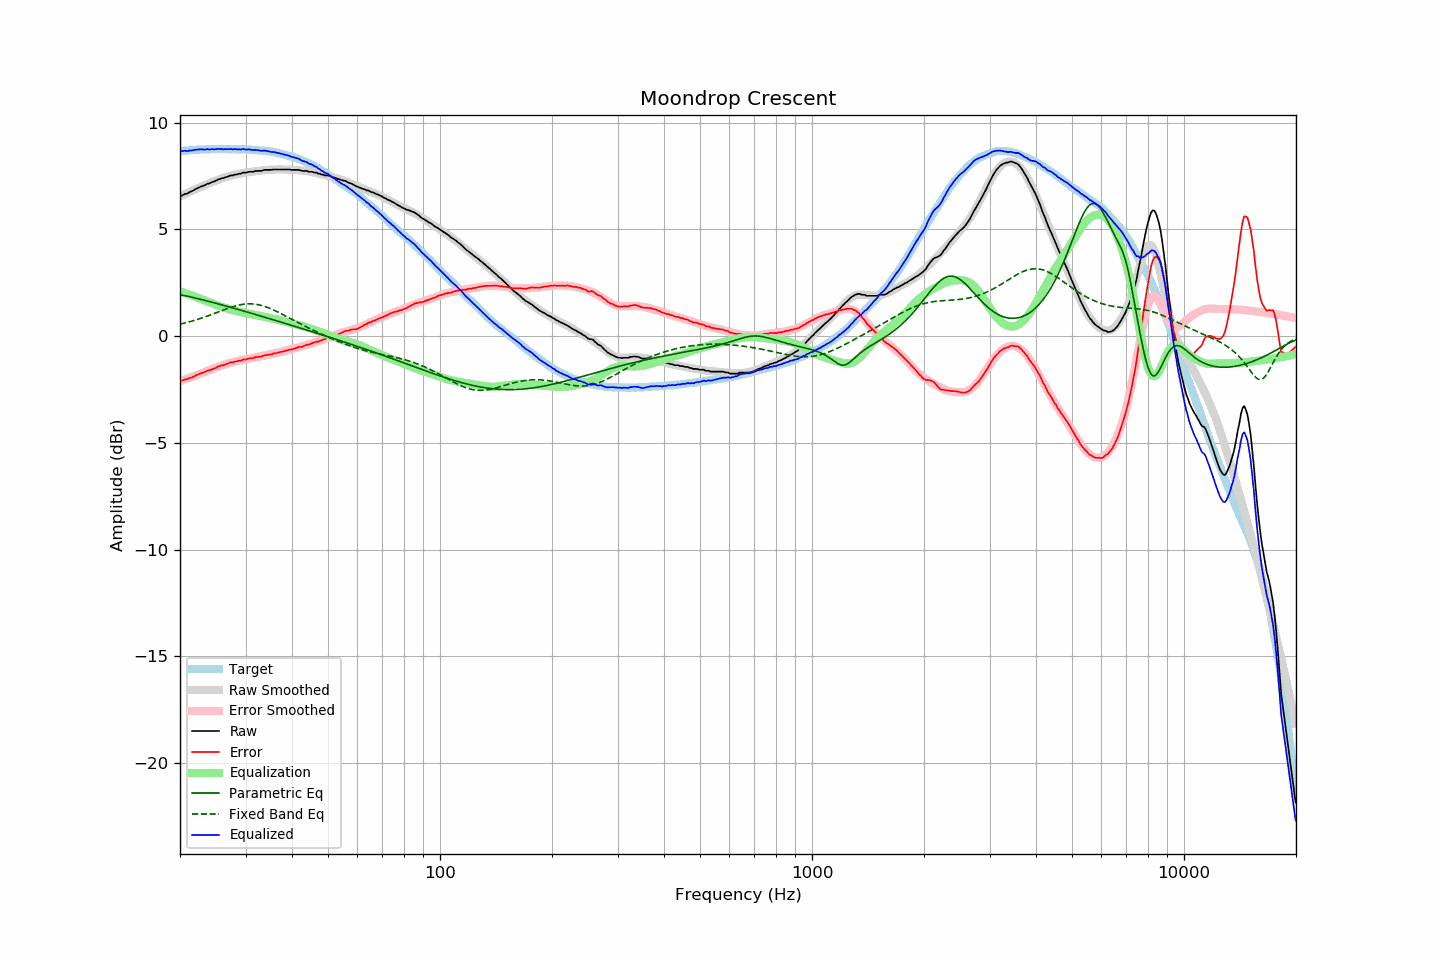 Moondrop Crescent
10
5
0
−5
−10
−15
−20
Amplitude (dBr)
Target
Raw Smoothed
Error Smoothed
Raw
Error
Equalization
Parametric Eq
Fixed Band Eq
Equalized
100
1000
10000
Frequency (Hz)